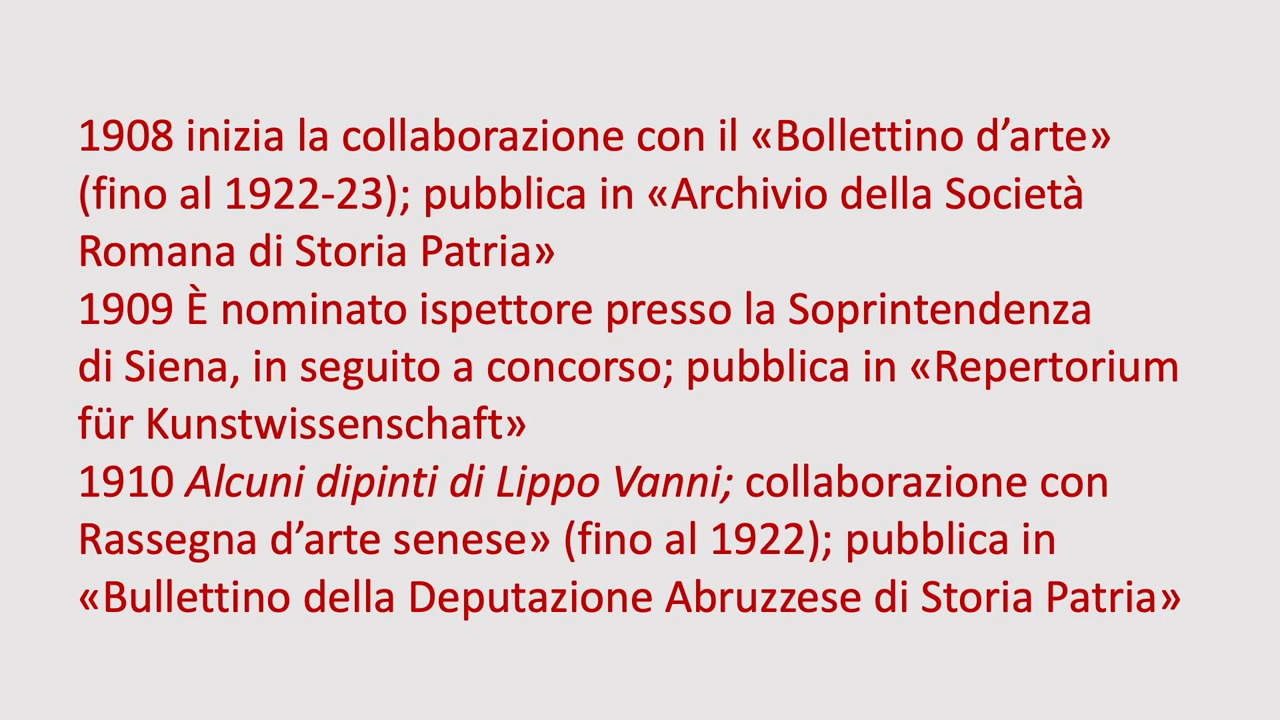 1908 inizia la collaborazione con il «Bollettino d’arte»
(fino al 1922-23); pubblica in «Archivio della Società
Romana di Storia Patria»
1909 È nominato ispettore presso la Soprintendenza
di Siena, in seguito a concorso; pubblica in «Repertorium
für Kunstwissenschaft»
1910 Alcuni dipinti di Lippo Vanni; collaborazione con
Rassegna d’arte senese» (fino al 1922); pubblica in
«Bullettino della Deputazione Abruzzese di Storia Patria»